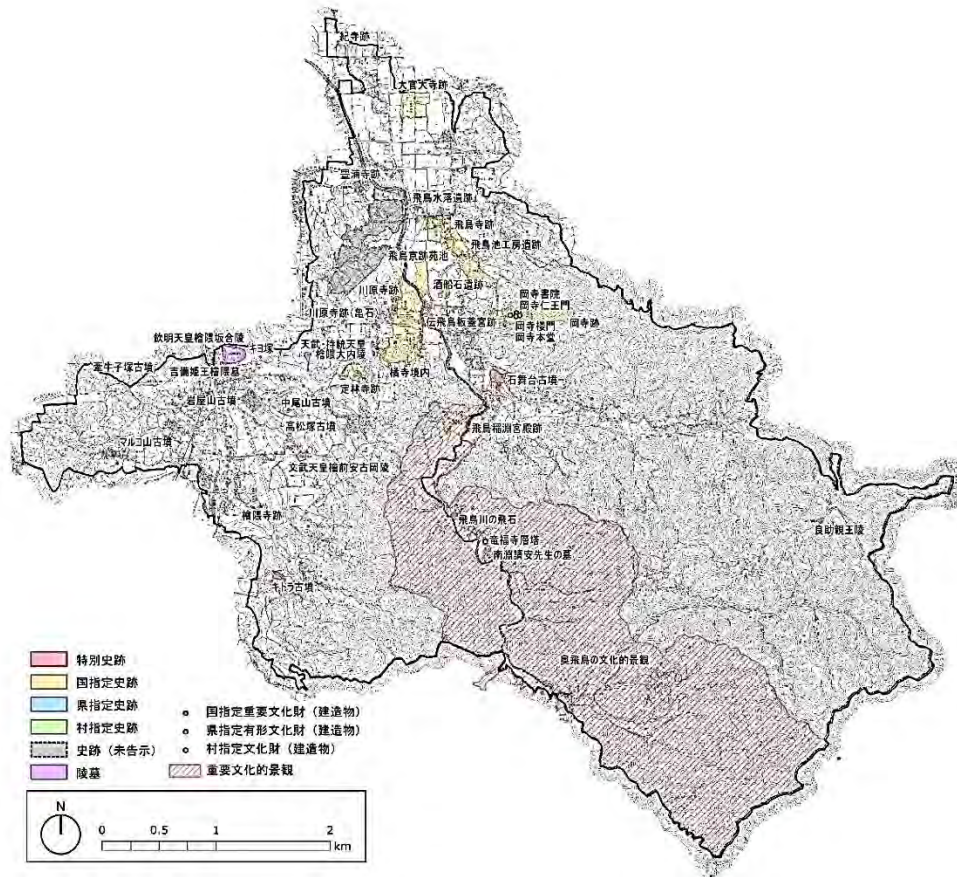 紀寺跡
大官大寺跡
豊浦寺跡
飛鳥水落遺跡
飛鳥寺跡
飛鳥池工房遺跡
飛鳥京跡苑池
酒船石遺跡
川原寺跡
岡寺書院
岡寺仁王門
川原寺跡(亀石)
伝飛鳥板蓋宮跡
岡寺楼門
岡寺跡
岡寺本堂
欽明天皇檜隈坂合陵
キヨ塚
天武・持統天皇
檜隈大内陵
牽牛子塚古墳
吉備姫王檜隈墓
橘寺境内
石舞台古墳
定林寺跡
岩屋山古墳
中尾山古墳
高松塚古墳
飛鳥稲淵宮殿跡
マルコ山古墳
文武天皇檜前安古岡陵
檜隈寺跡
飛鳥川の飛石
竜福寺層塔
南淵請安先生の墓
良助親王陵
キトラ古墳
奥飛鳥の文化的景観
特別史跡
国指定史跡
県指定史跡
村指定史跡
史跡(未告示)
陵墓
国指定重要文化財(建造物)
県指定有形文化財(建造物)
村指定文化財(建造物)
重要文化的景観
N
0 0.5 1 2
km